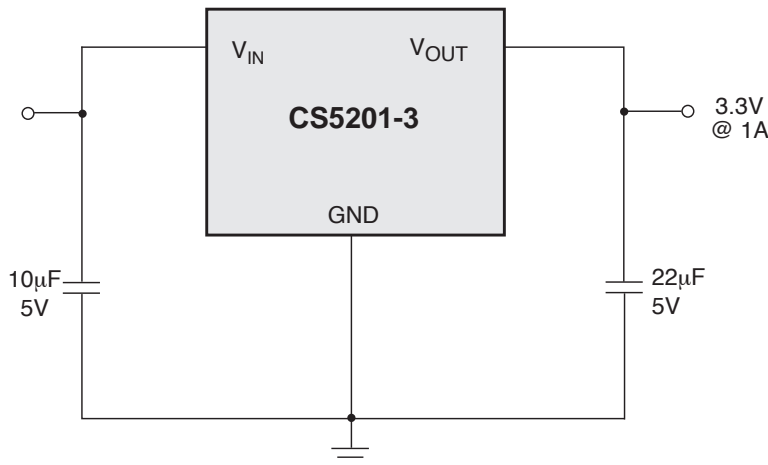 V_IN
V_OUT
CS5201-3
GND
3.3V
@ 1A
10μF
5V
22μF
5V